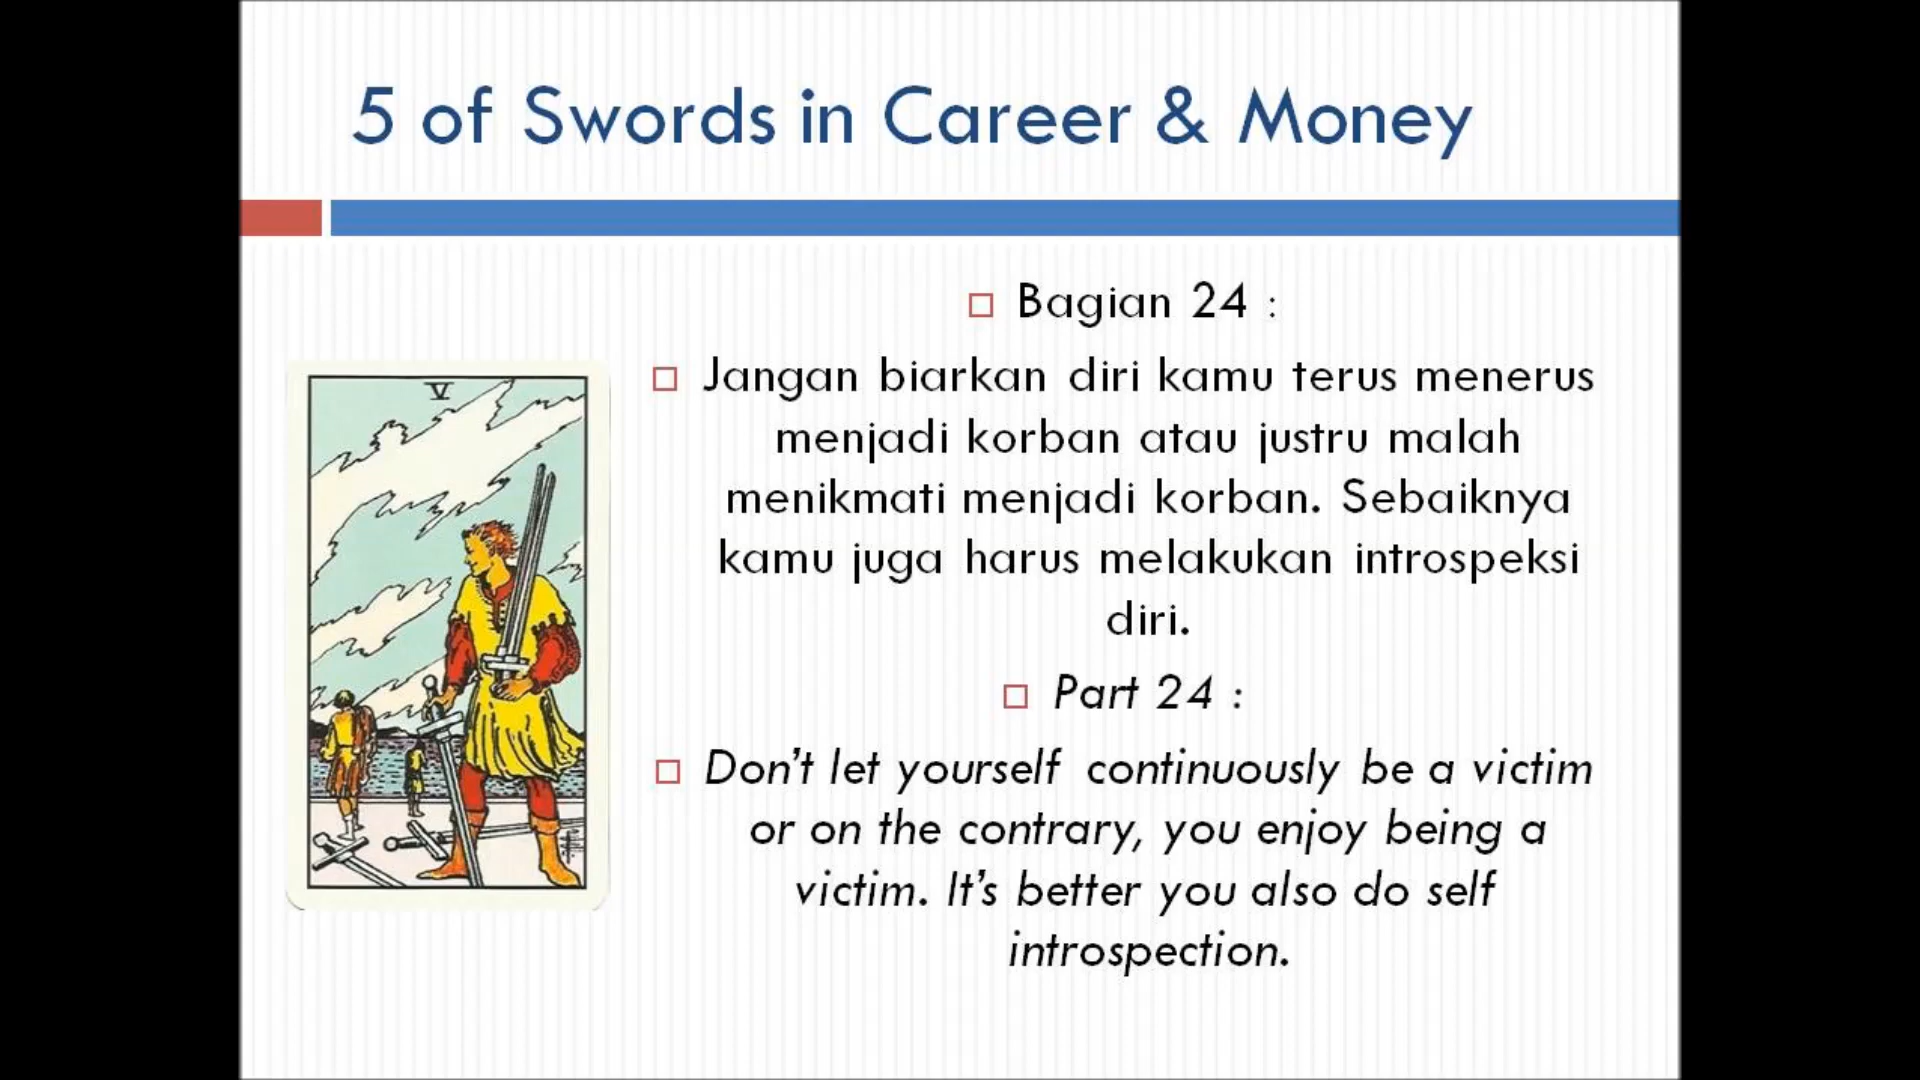 5 of Swords in Career & Money
Bagian 24 :
Jangan biarkan diri kamu terus menerus
menjadi korban atau justru malah
menikmati menjadi korban. Sebaiknya
kamu juga harus melakukan introspeksi
diri.
Part 24 :
Don't let yourself continuously be a victim
or on the contrary, you enjoy being a
victim. It's better you also do self
introspection.
V